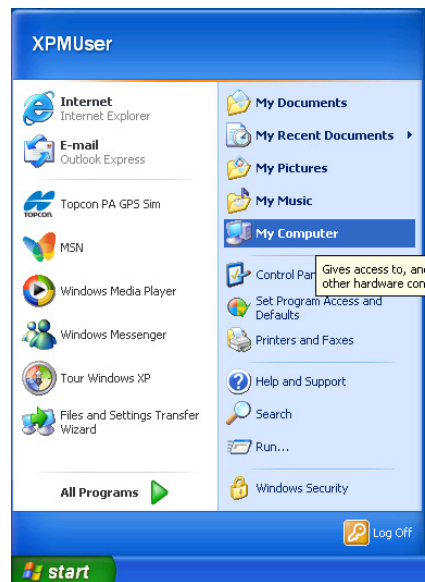 XPMUser
Internet
Internet Explorer
E-mail
Outlook Express
TOPCON
Topcon PA GPS Sim
MSN
Windows Media Player
Windows Messenger
Tour Windows XP
Files and Settings Transfer
Wizard
All Programs
My Documents
My Recent Documents
My Pictures
My Music
My Computer
Gives access to, and
other hardware con
Control Par
Set Program Access and
Defaults
Printers and Faxes
Help and Support
Search
Run...
Windows Security
Log Off
start